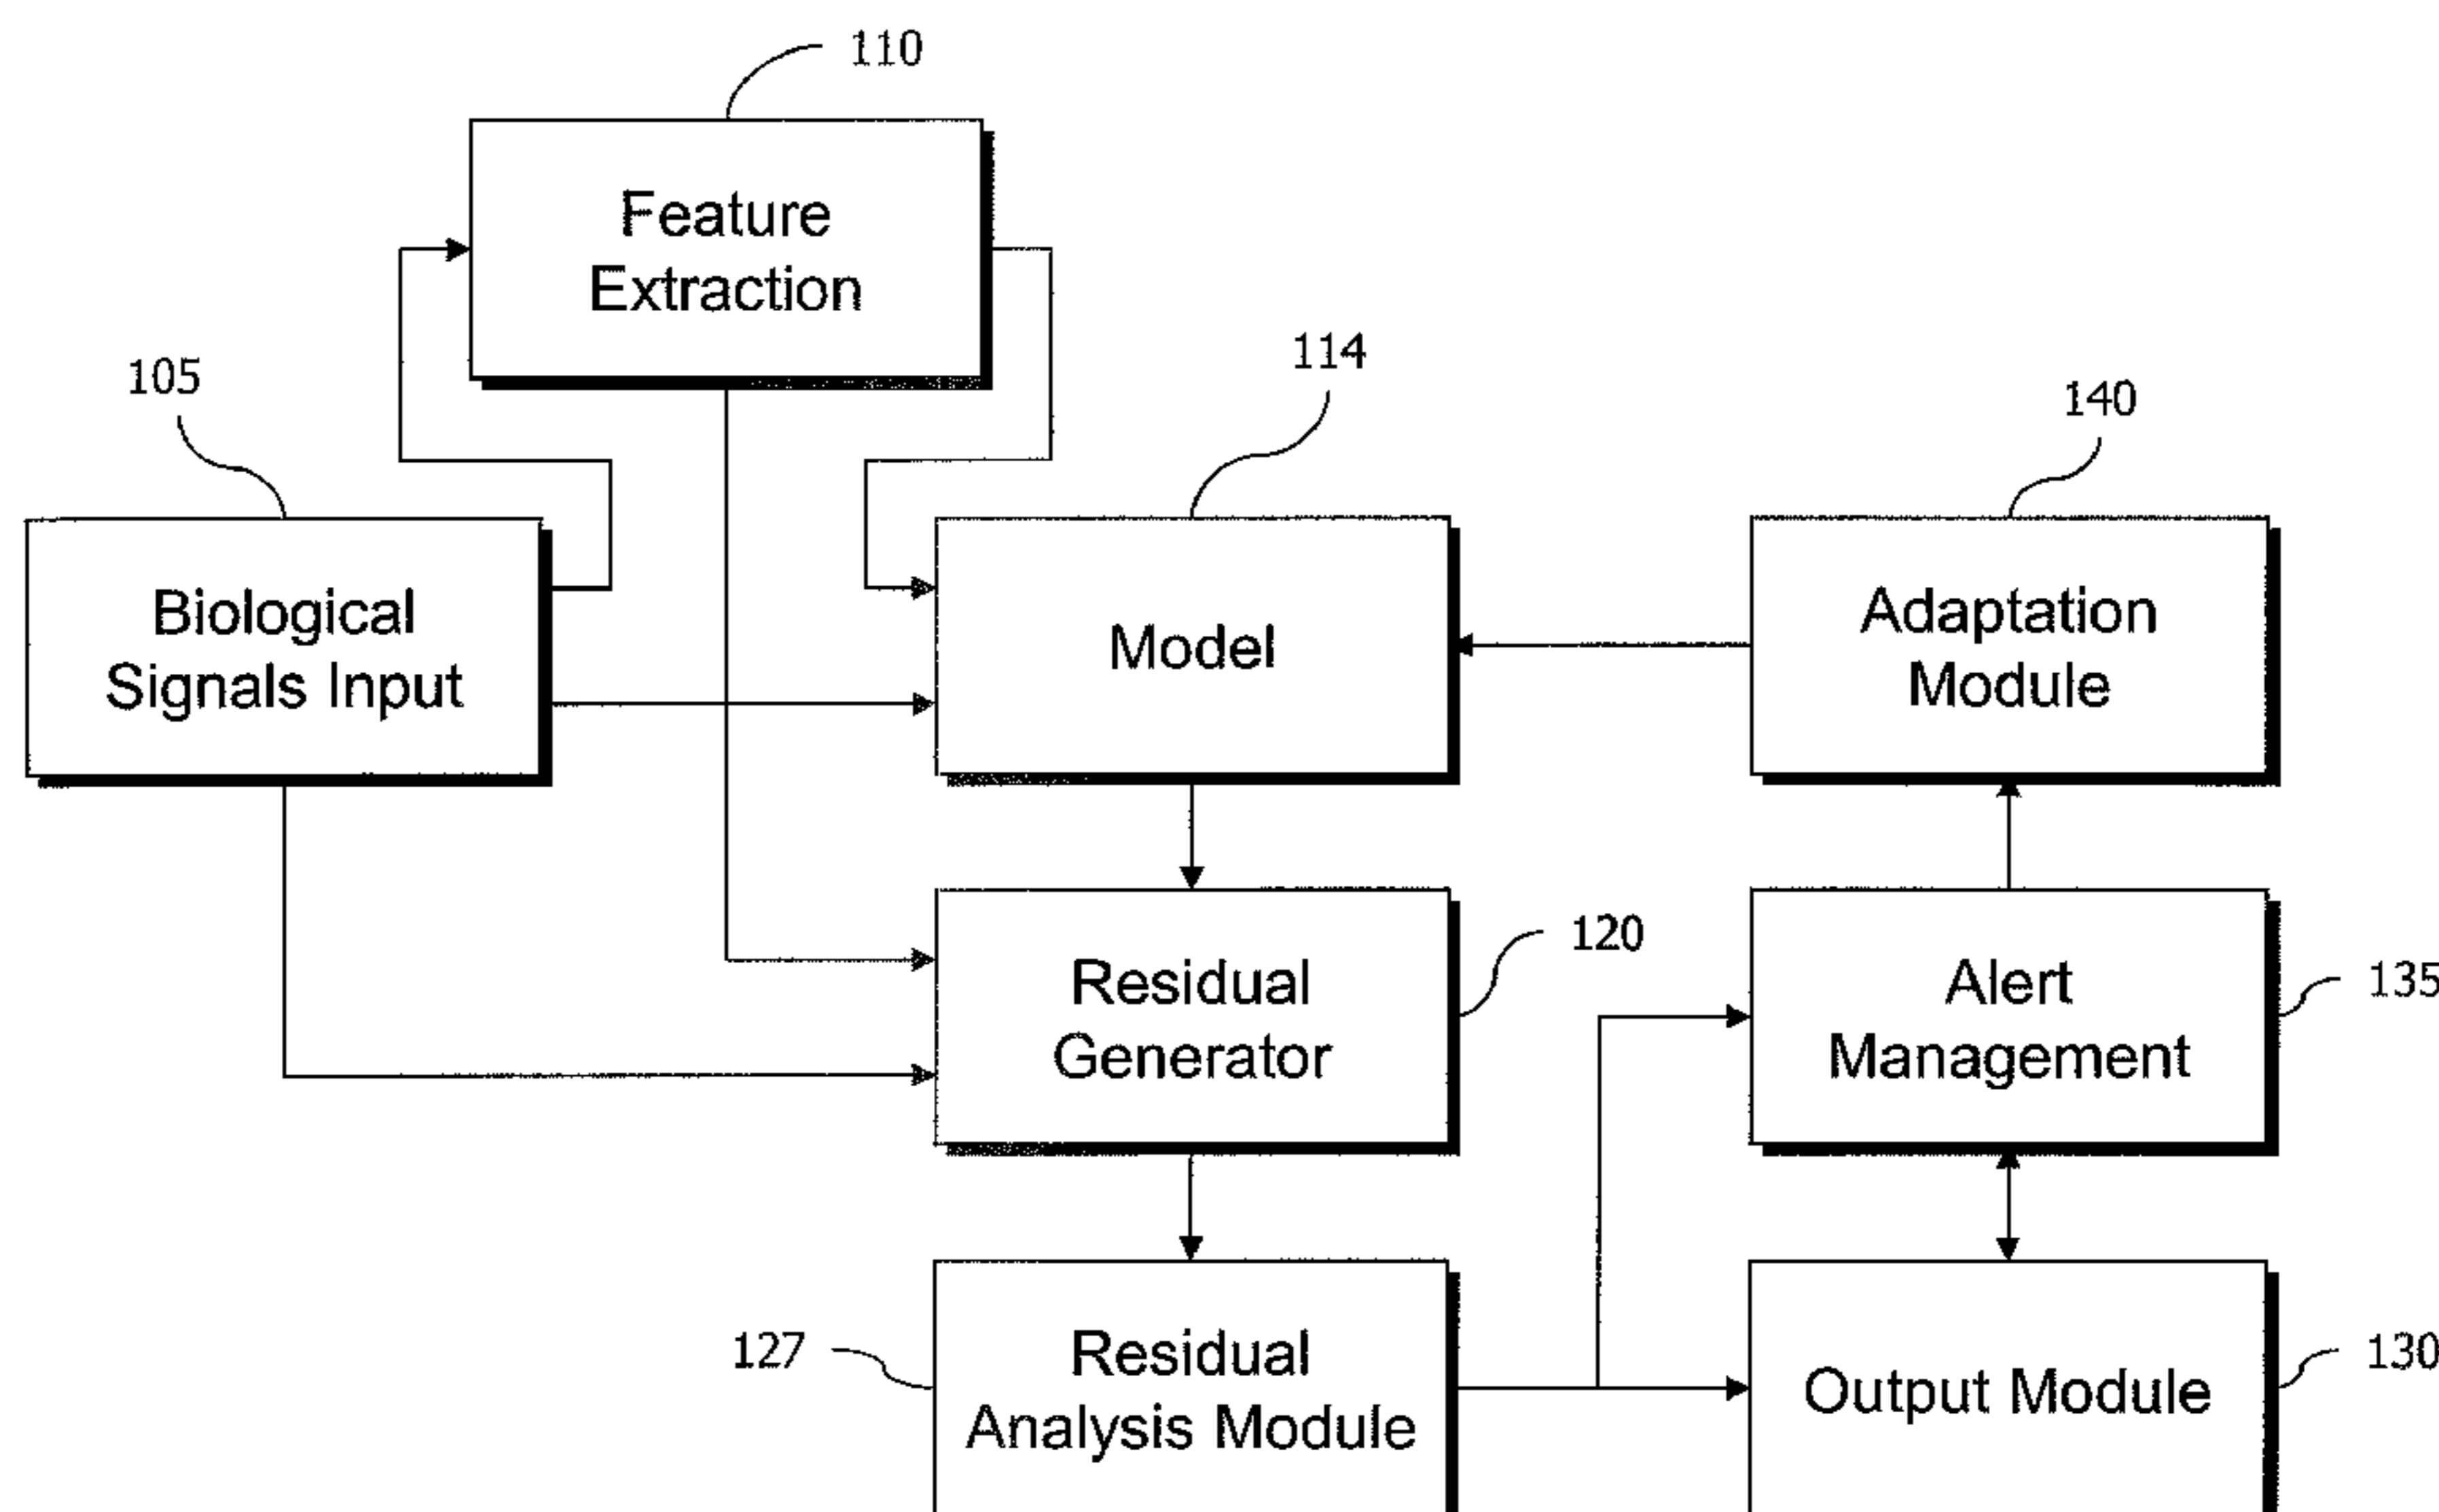 110
Feature
Extraction
105
114
140
Biological
Signals Input
Model
Adaptation
Module
Residual
Generator
120
Alert
Management
135
127
Residual
Analysis Module
Output Module
130